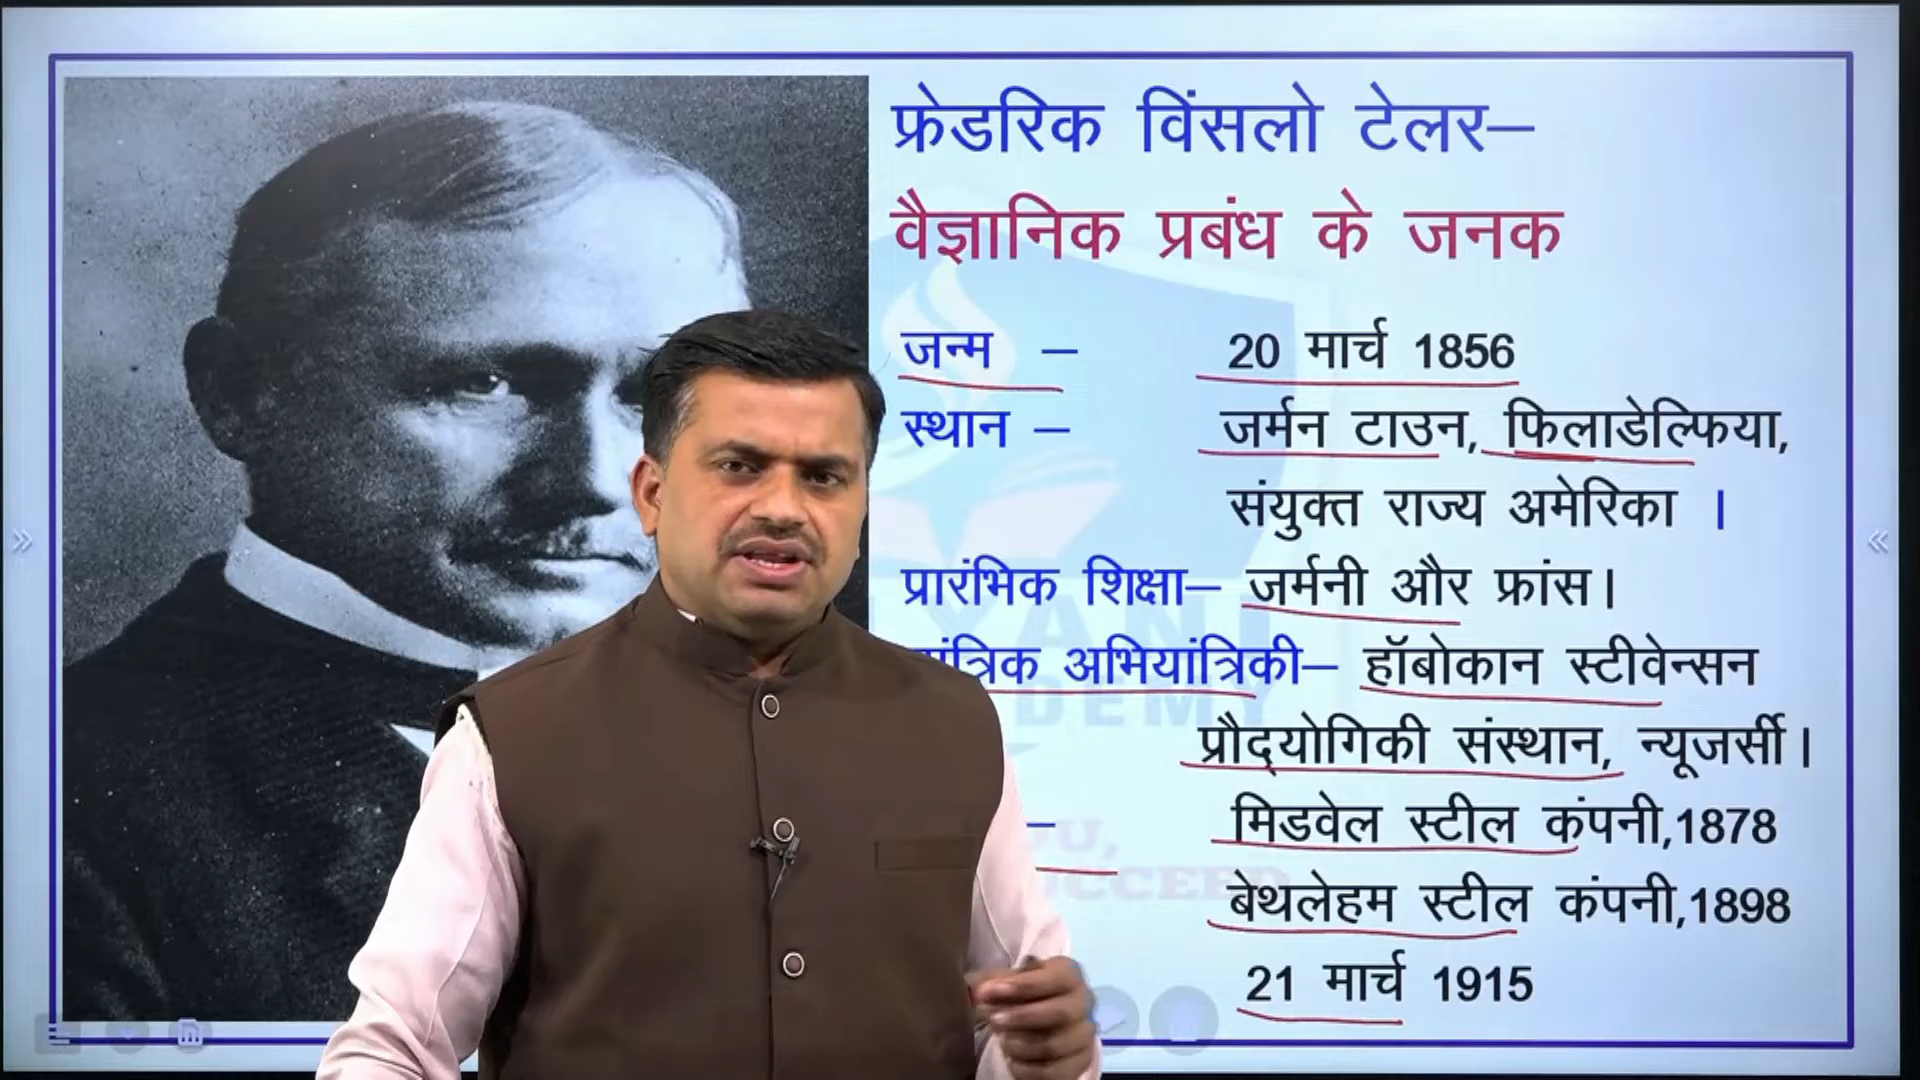 फ्रेडरिक विंसलो टेलर–
वैज्ञानिक प्रबंध के जनक
जन्म – 20 मार्च 1856
स्थान – जर्मन टाउन, फिलाडेल्फिया,
संयुक्त राज्य अमेरिका ।
प्रारंभिक शिक्षा– जर्मनी और फ्रांस।
अभियांत्रिकी– हॉबोकान स्टीवेन्सन
प्रौद्योगिकी संस्थान, न्यूजर्सी।
– मिडवेल स्टील कंपनी,1878
बेथलेहम स्टील कंपनी,1898
21 मार्च 1915